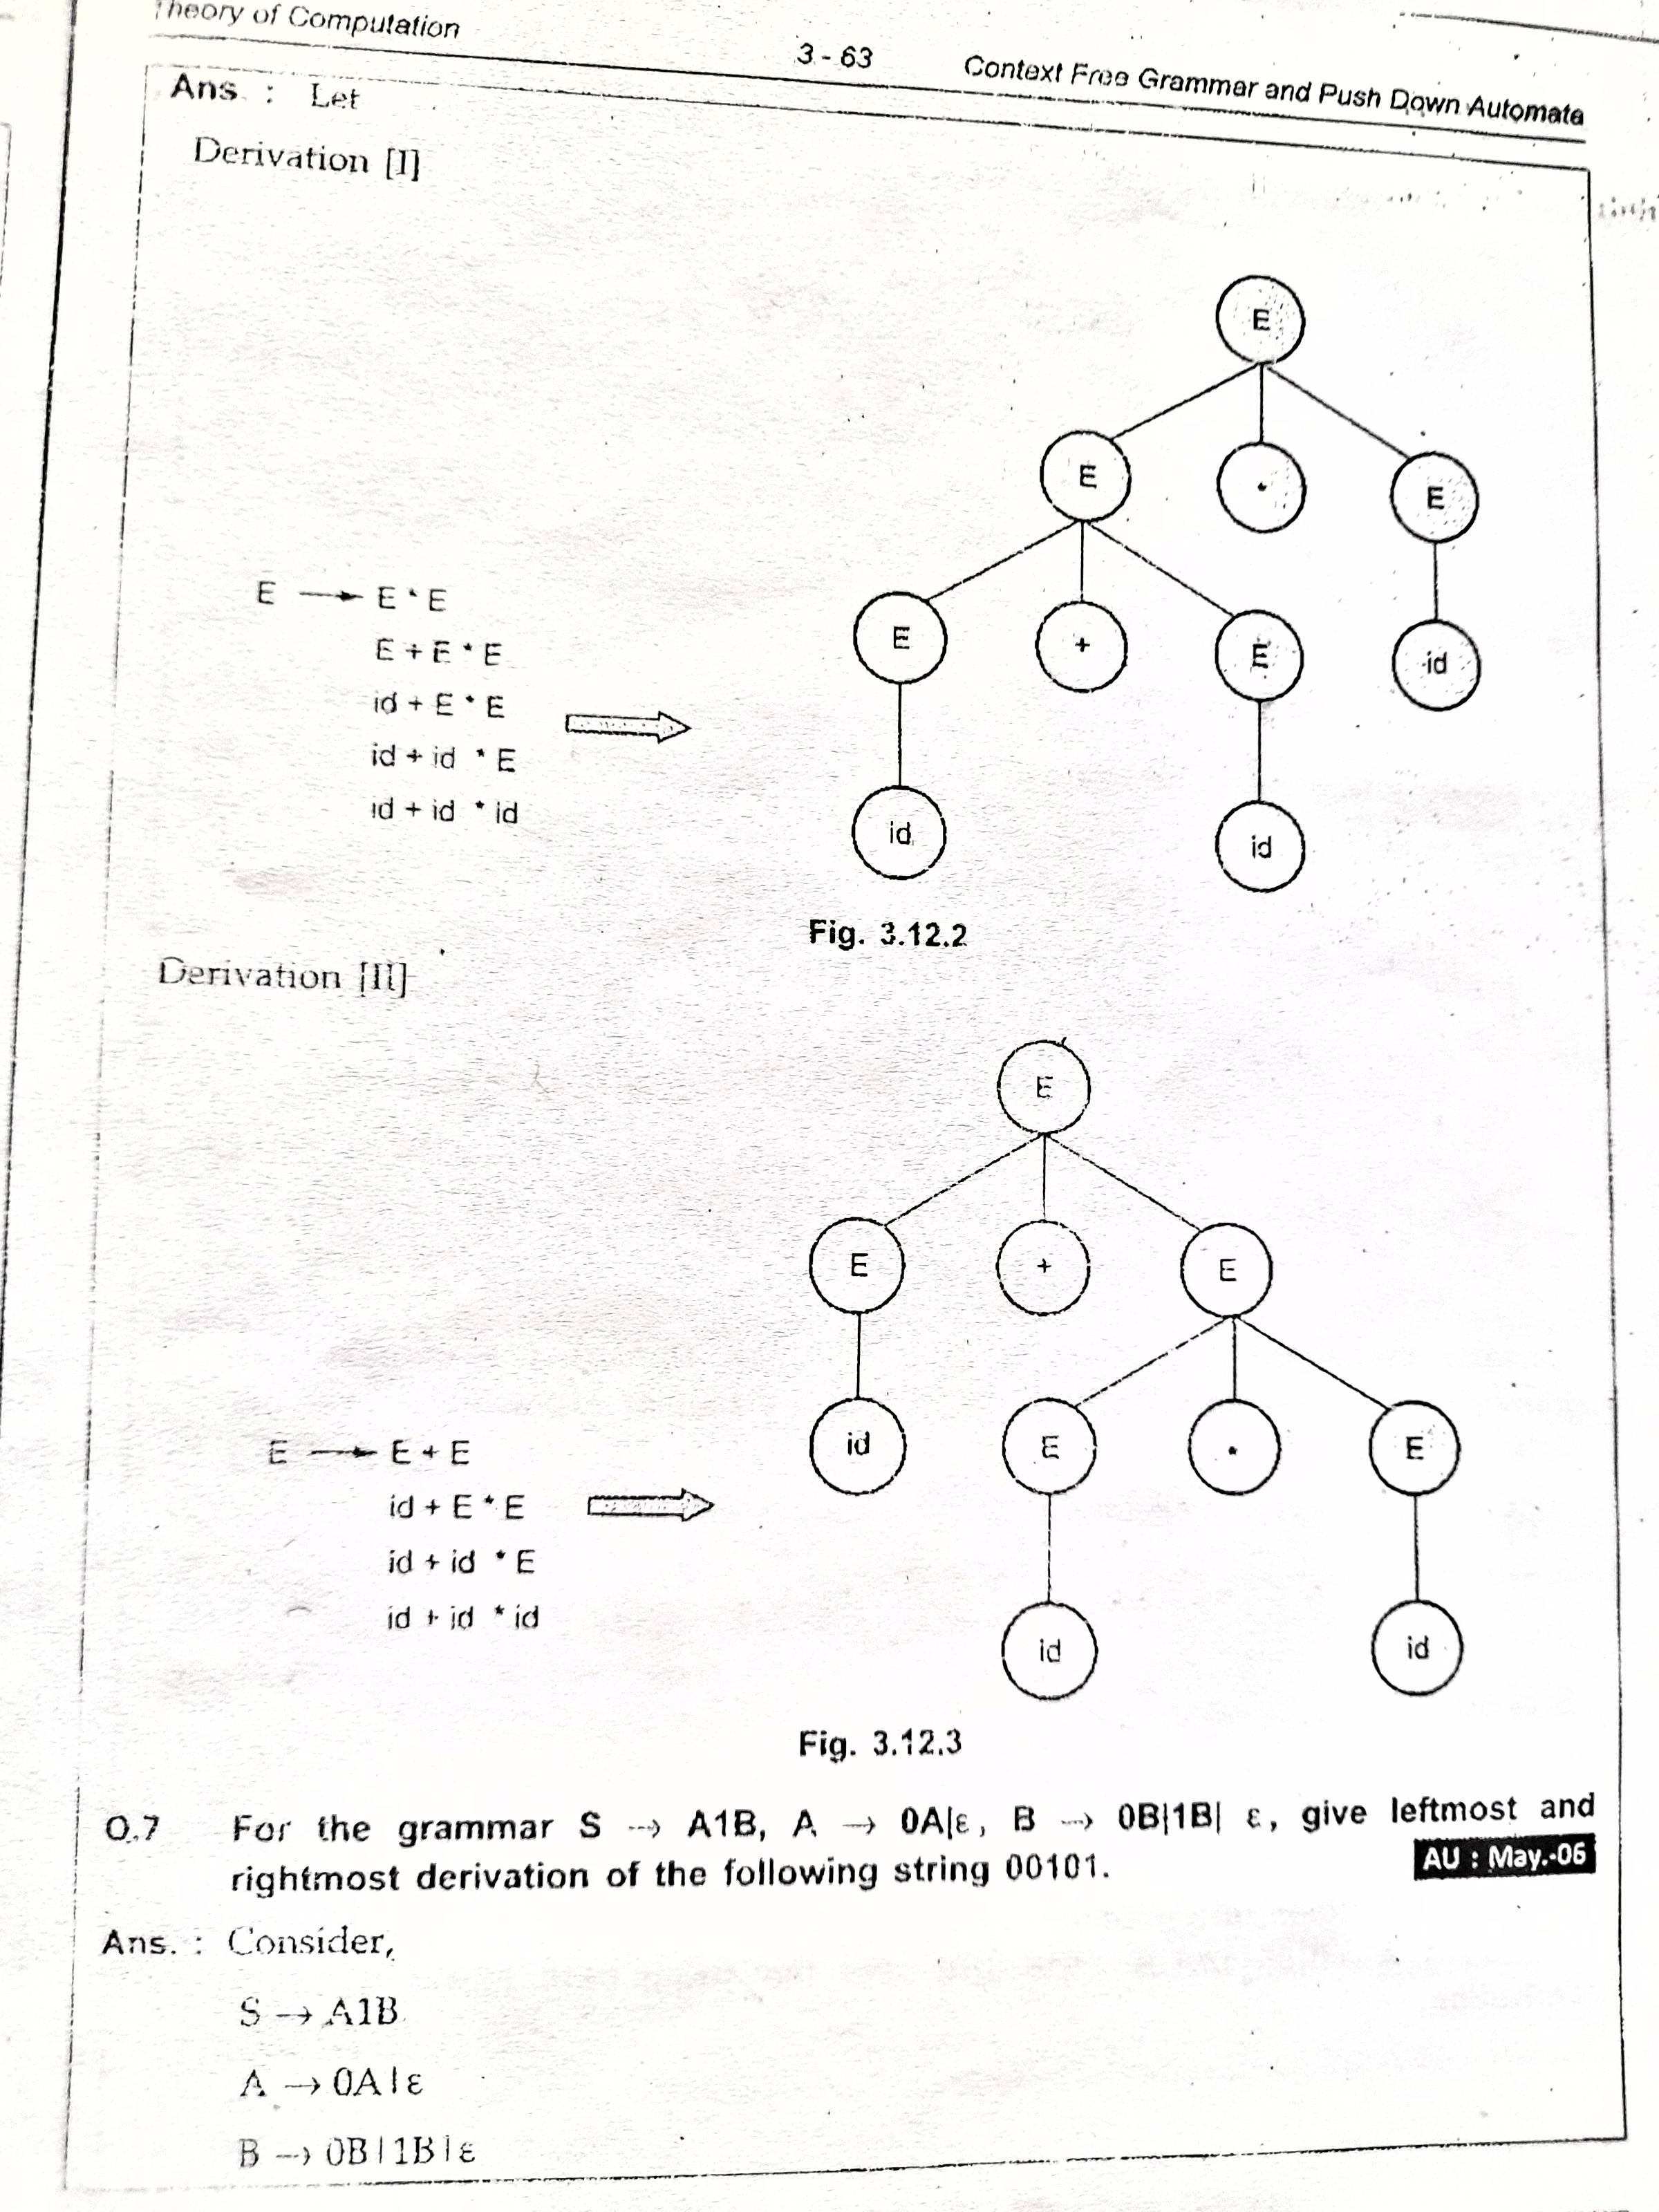 Theory of Computation
3 - 63
Context Free Grammar and Push Down Automata
Ans : Let
Derivation [I]
E
E * E
E + E * E
id + E * E
id + id * E
id + id * id
E → E * E
E + E * E
id + E * E
id + id * E
id + id * id
Fig. 3.12.2
Derivation [II]
E
E + E
id E * E
id id
E → E + E
id + E * E
id + id * E
id + id * id
Fig. 3.12.3
Q.7 For the grammar S → A1B, A → 0A|ε, B → 0B|1B| ε, give leftmost and
rightmost derivation of the following string 00101.
AU : May.-06
Ans. : Consider,
S → A1B
A → 0A|ε
B → 0B|1B|ε